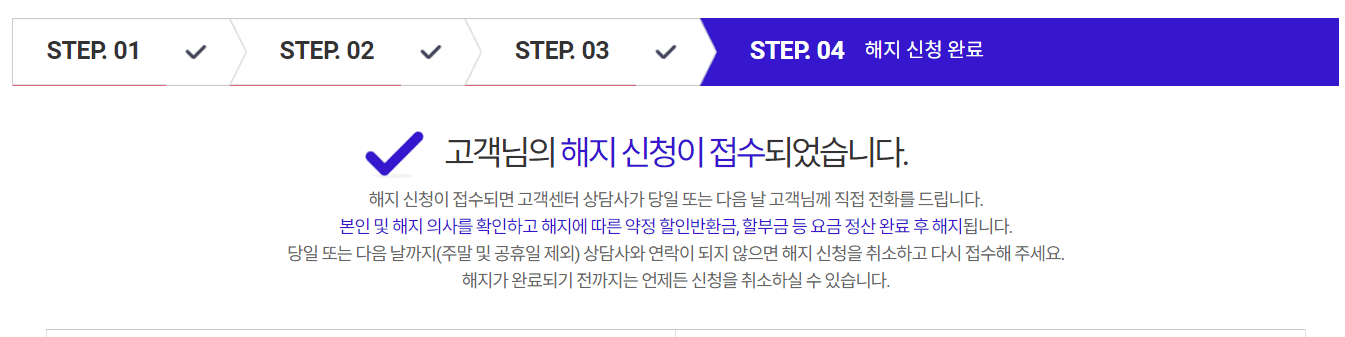 STEP. 01
STEP. 02
STEP. 03
STEP. 04 해지 신청 완료
고객님의 해지 신청이 접수되었습니다.
해지 신청이 접수되면 고객센터 상담사가 당일 또는 다음 날 고객님께 직접 전화를 드립니다.
본인 및 해지 의사를 확인하고 해지에 따른 약정 할인반환금, 할부금 등 요금 정산 완료 후 해지됩니다.
당일 또는 다음 날까지(주말 및 공휴일 제외) 상담사와 연락이 되지 않으면 해지 신청을 취소하고 다시 접수해 주세요.
해지가 완료되기 전까지는 언제든 신청을 취소하실 수 있습니다.